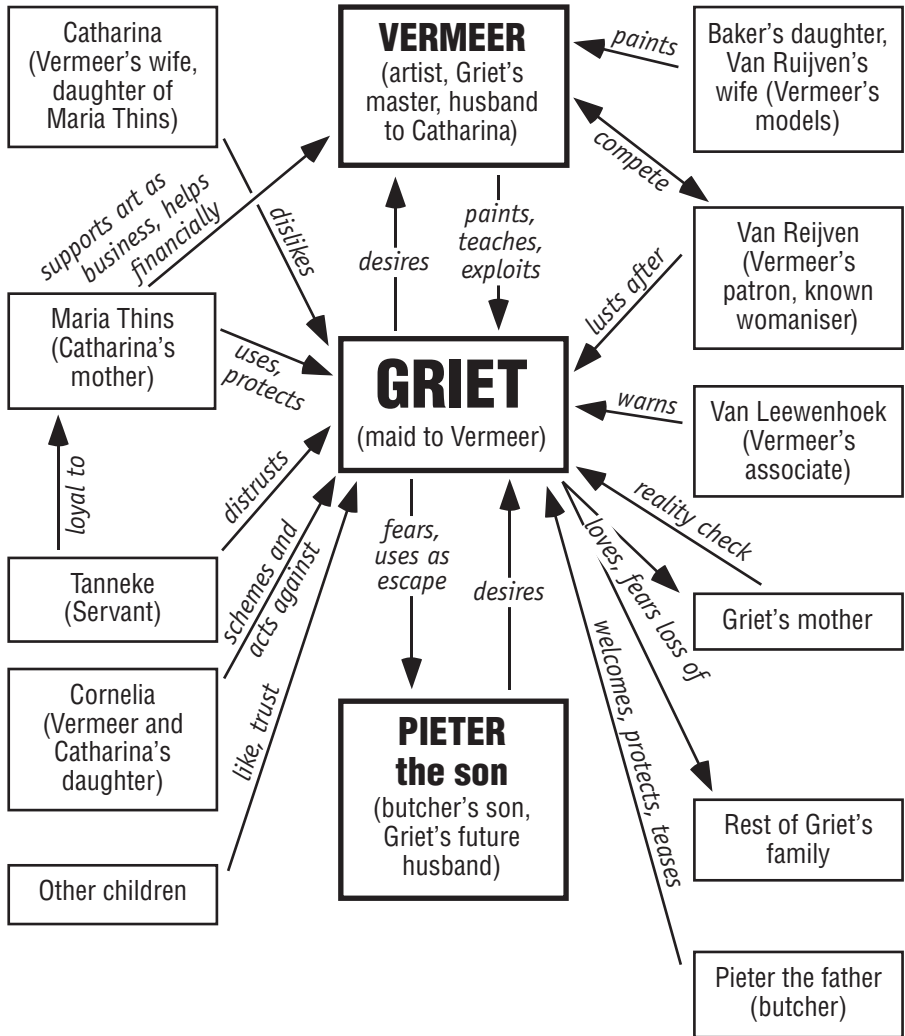 Catharina
(Vermeer's wife,
daughter of
Maria Thins)
VERMEER
(artist, Griet's
master, husband
to Catharina)
paints
Baker's daughter,
Van Ruijven's
wife (Vermeer's
models)
compete
supports art as
business, helps
financially
dislikes
desires
paints,
teaches,
exploits
lusts after
Van Reijven
(Vermeer's
patron, known
womaniser)
Maria Thins
(Catharina's
mother)
uses,
protects
GRIET
(maid to Vermeer)
warns
Van Leewenhoek
(Vermeer's
associate)
loyal to
distrusts
schemes and
acts against
like, trust
fears,
uses as
escape
desires
reality check
loves, fears loss of
welcomes, protects, teases
Tanneke
(Servant)
Griet's mother
Cornelia
(Vermeer and
Catharina's
daughter)
PIETER
the son
(butcher's son,
Griet's future
husband)
Rest of Griet's
family
Other children
Pieter the father
(butcher)